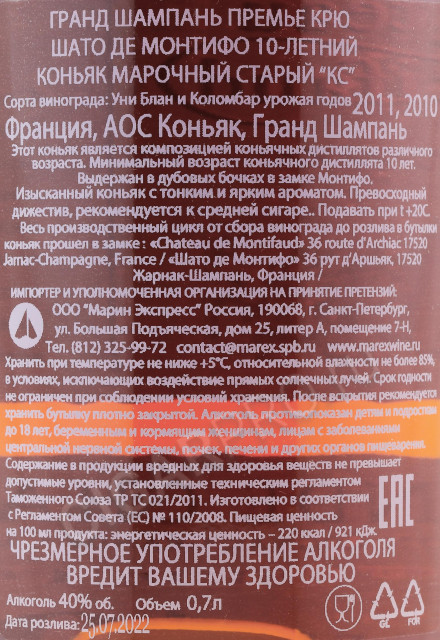 ГРАНД ШАМПАНЬ ПРЕМЬЕ КРЮ
ШАТО ДЕ МОНТИФО 10-ЛЕТНИЙ
КОНЬЯК МАРОЧНЫЙ СТАРЫЙ “КС”
Сорта винограда: Уни Блан и Коломбар урожая годов 2011, 2010
Франция, АОС Коньяк, Гранд Шампань
Этот коньяк является композицией коньячных дистиллятов различного
возраста. Минимальный возраст коньячного дистиллята 10 лет.
Выдержан в дубовых бочках в замке Монтифо.
Изысканный коньяк с тонким и ярким ароматом. Превосходный
дижестив, рекомендуется к средней сигаре.. Подавать при t +20С.
Весь производственный цикл от сбора винограда до розлива в бутылки
коньяк прошел в замке : «Chateau de Montifaud» 36 route d'Archiac 17520
Jarnac-Champagne, France / «Шато де Монтифо» 36 рут д'Аршьяк, 17520
Жарнак-Шампань, Франция /
ИМПОРТЕР И УПОЛНОМОЧЕННАЯ ОРГАНИЗАЦИЯ НА ПРИНЯТИЕ ПРЕТЕНЗИЙ:
ООО “Марин Экспресс” Россия, 190068, г. Санкт-Петербург,
ул. Большая Подъяческая, дом 25, литер А, помещение 7-Н,
Тел. (812) 325-99-72 contact@marex.spb.ru www.marexwine.ru
Хранить при температуре не ниже +5°С, относительной влажности не более 85%,
в условиях, исключающих воздействие прямых солнечных лучей. Срок годности
не ограничен при соблюдении условий хранения. После вскрытия рекомендуется
хранить бутылку плотно закрытой. Алкоголь противопоказан детям и подросткам
до 18 лет, беременным и кормящим женщинам, лицам с заболеваниями
центральной нервной системы, почек, печени и других органов пищеварения.
Содержание в продукции вредных для здоровья веществ не превышает
допустимые уровни, установленные техническим регламентом
Таможенного Союза ТР ТС 021/2011. Изготовлено в соответствии
с Регламентом Совета (ЕС) № 110/2008. Пищевая ценность
на 100 мл продукта: энергетическая ценность – 220 ккал / 921 кДж.
EAC
ЧРЕЗМЕРНОЕ УПОТРЕБЛЕНИЕ АЛКОГОЛЯ
ВРЕДИТ ВАШЕМУ ЗДОРОВЬЮ
Алкоголь 40% об. Объем 0,7л
Дата розлива: 25.07.2022
GL
FOR